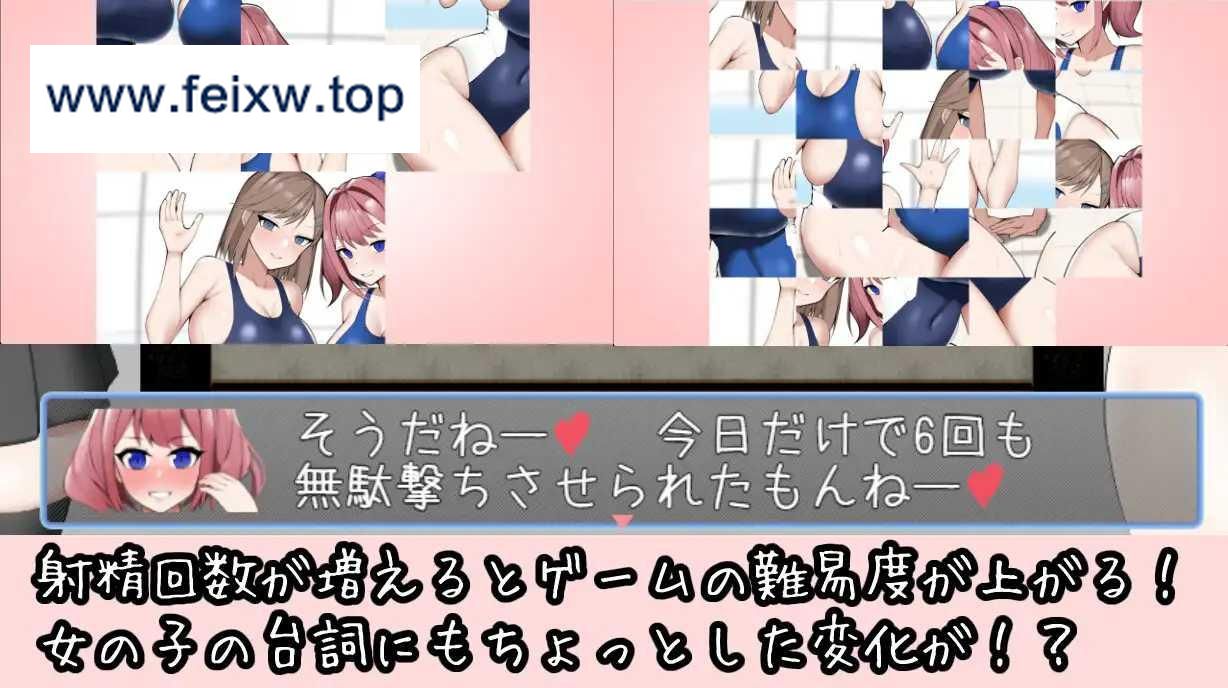 www.feixw.top
そうだねー♥　今日だけで6回も
無駄撃ちさせられたもんねー♥
射精回数が増えるとゲームの難易度が上がる！
女の子の台詞にもちょっとした変化が！？